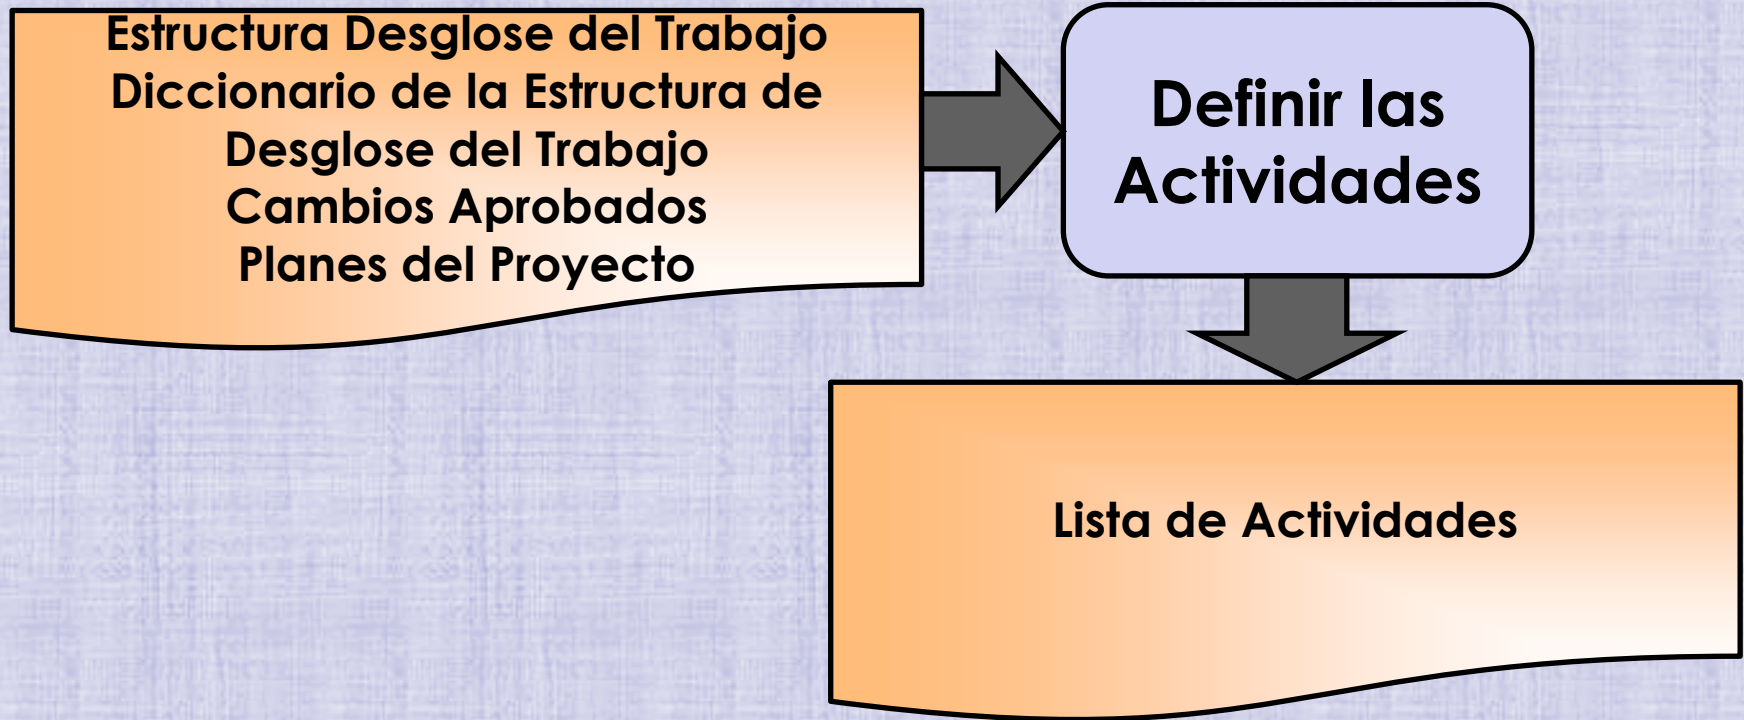 Estructura Desglose del Trabajo
Diccionario de la Estructura de
Desglose del Trabajo
Cambios Aprobados
Planes del Proyecto
Definir las
Actividades
Lista de Actividades